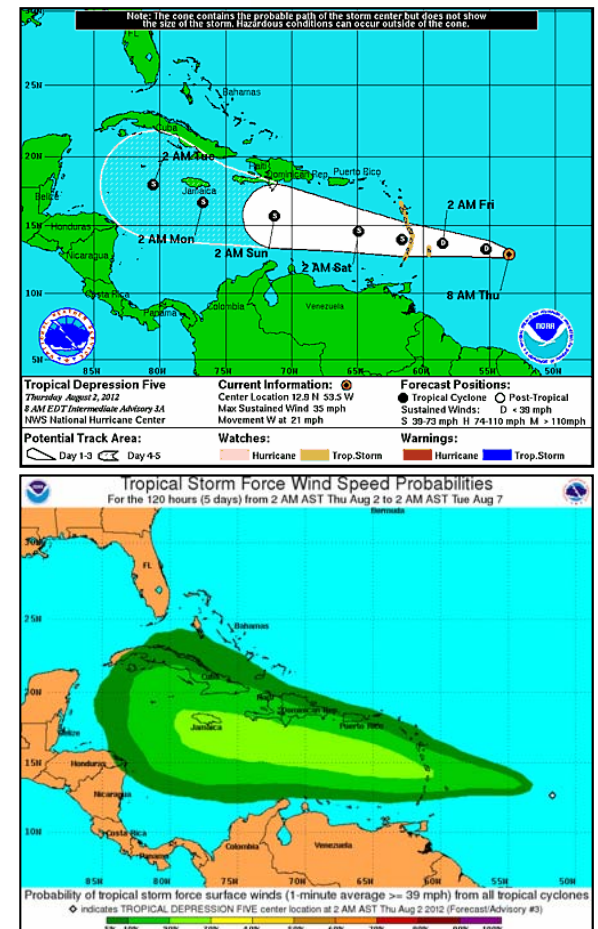 Note: The cone contains the probable path of the storm center but does not show
the size of the storm. Hazardous conditions can occur outside of the cone.
FL
25N
Bahamas
Cuba
20N
2 AM Tue
Haiti
Dominican Rep.
Puerto Rico
Belize
Jamaica
2 AM Fri
15N
Honduras
2 AM Mon
2 AM Sun
2 AM Sat
Nicaragua
8 AM Thu
10N
Costa Rica
Panama
Colombia
Venezuela
5N
85W 80W 75W 70W 65W 60W 55W 50W
NOAA
Tropical Depression Five
Thursday August 2, 2012
8 AM EDT Intermediate Advisory 3A
NWS National Hurricane Center
Current Information:
Center Location 12.9 N 53.5 W
Max Sustained Wind 35 mph
Movement W at 21 mph
Forecast Positions:
Tropical Cyclone Post-Tropical
Sustained Winds: D < 39 mph
S 39-73 mph H 74-110 mph M > 110mph
Potential Track Area:
Day 1-3 Day 4-5
Watches:
Hurricane Trop.Storm
Warnings:
Hurricane Trop.Storm
Tropical Storm Force Wind Speed Probabilities
For the 120 hours (5 days) from 2 AM AST Thu Aug 2 to 2 AM AST Tue Aug 7
Bermuda
30N
FL
25N
Bahamas
Cuba
20N
Haiti
Dominican Rep.
Jamaica
Puerto Rico
Belize
15N
Honduras
Nicaragua
10N
Costa Rica
Panama
Colombia
Venezuela
85W 80W 75W 70W 65W 60W 55W 50W
Probability of tropical storm force surface winds (1-minute average >= 39 mph) from all tropical cyclones
indicates TROPICAL DEPRESSION FIVE center location at 2 AM AST Thu Aug 2 2012 (Forecast/Advisory #3)